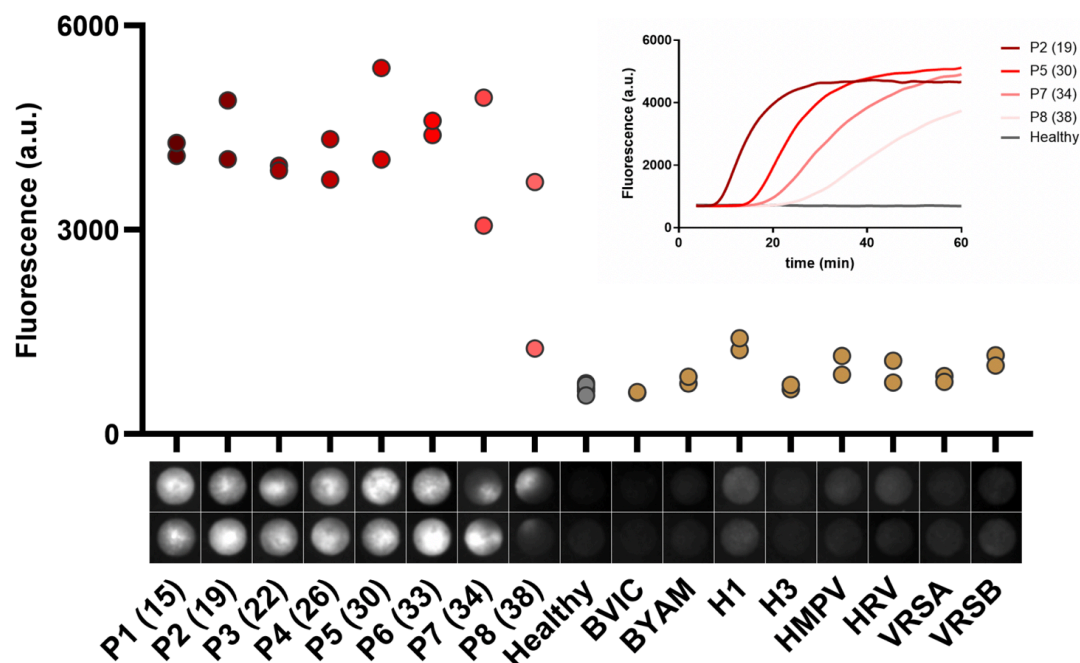 6000
3000
0
Fluorescence (a.u.)
6000
4000
2000
0
Fluorescence (a.u.)
0
20
40
60
time (min)
P2 (19)
P5 (30)
P7 (34)
P8 (38)
Healthy
P1 (15)
P2 (19)
P3 (22)
P4 (26)
P5 (30)
P6 (33)
P7 (34)
P8 (38)
Healthy
BVIC
BYAM
H1
H3
HMPV
HRV
VRSA
VRSB